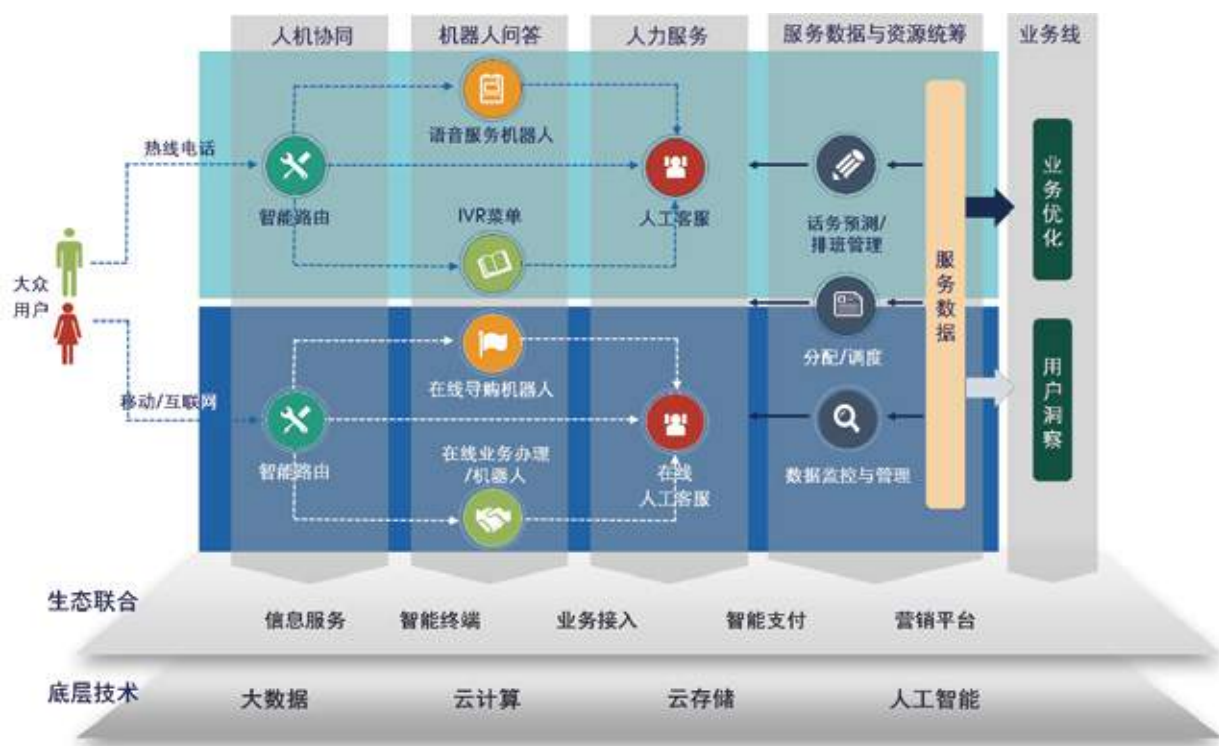 人机协同
机器人问答
人力服务
服务数据与资源统筹
业务线
热线电话
智能路由
语音服务机器人
IVR菜单
人工客服
话务预测/
排班管理
服务数据
业务优化
大众
用户
移动/互联网
智能路由
在线导购机器人
在线业务办理
/机器人
在线
人工客服
分配/调度
数据监控与管理
用户洞察
生态联合
信息服务
智能终端
业务接入
智能支付
营销平台
底层技术
大数据
云计算
云存储
人工智能